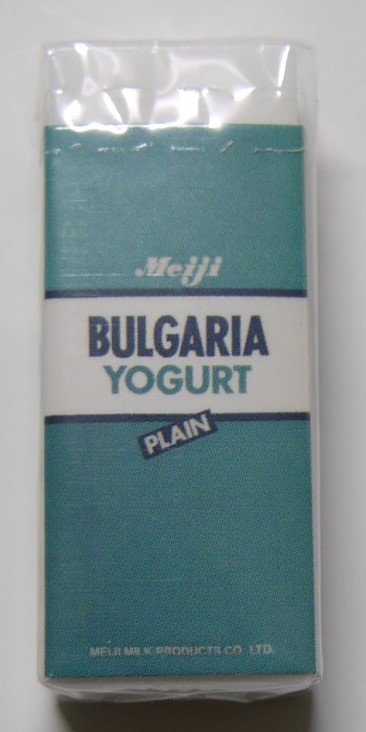 Meiji
BULGARIA
YOGURT
PLAIN
MEIJI MILK PRODUCTS CO. LTD.